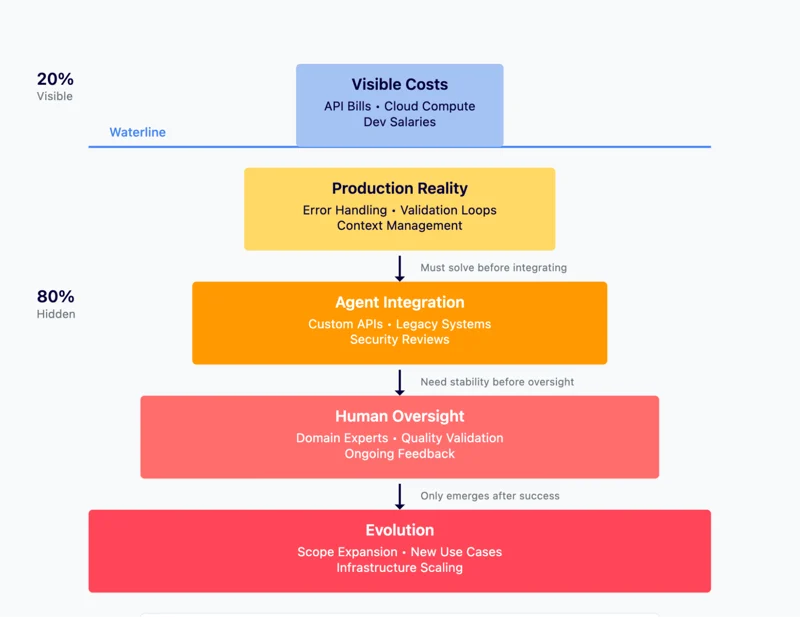 20%
Visible
Visible Costs
API Bills • Cloud Compute
Dev Salaries
Waterline
Production Reality
Error Handling • Validation Loops
Context Management
Must solve before integrating
80%
Hidden
Agent Integration
Custom APIs • Legacy Systems
Security Reviews
Need stability before oversight
Human Oversight
Domain Experts • Quality Validation
Ongoing Feedback
Only emerges after success
Evolution
Scope Expansion • New Use Cases
Infrastructure Scaling